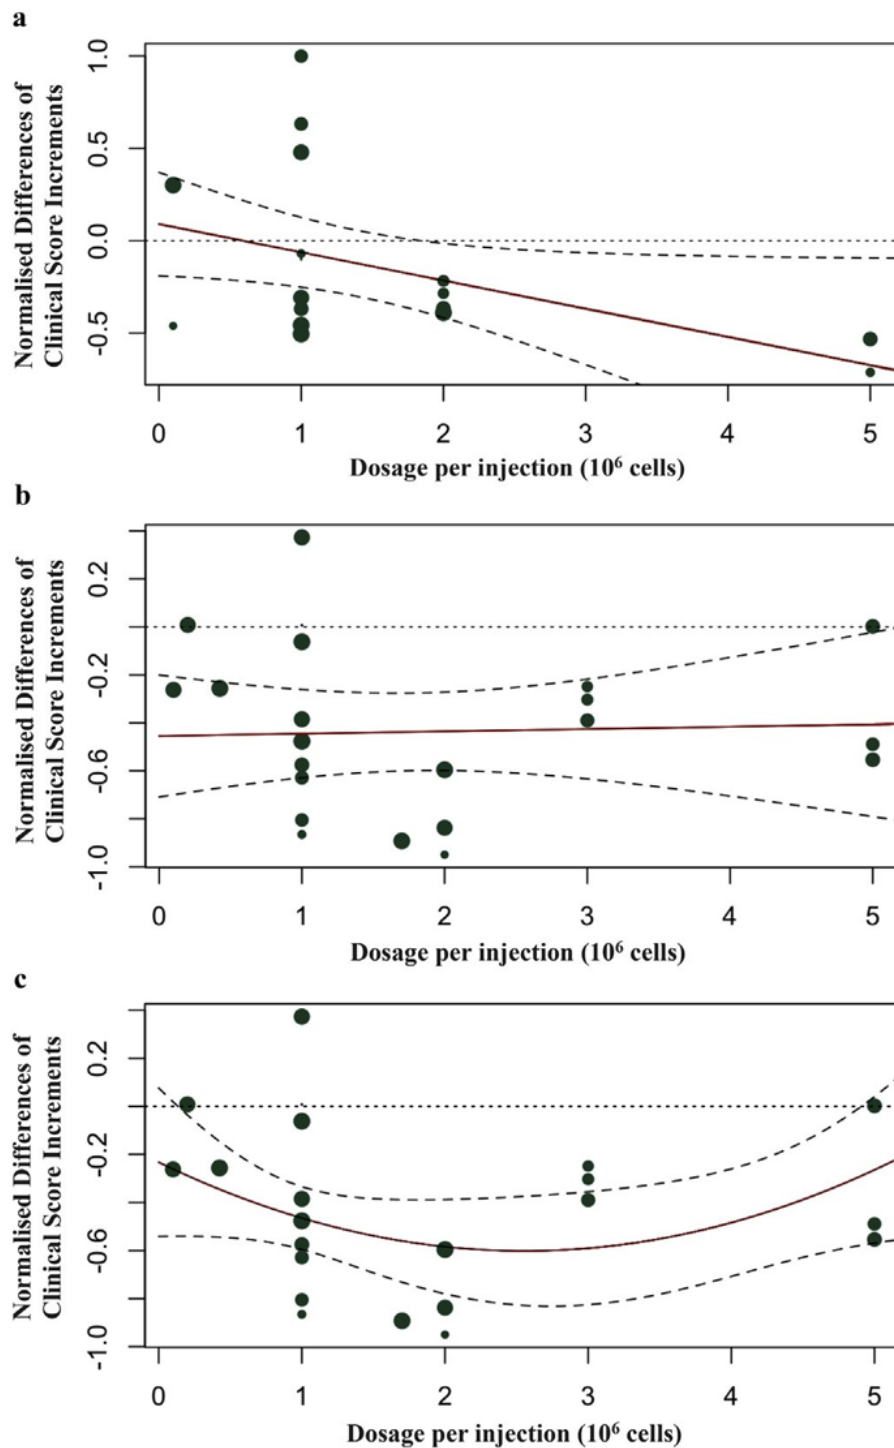 a
Normalised Differences of
Clinical Score Increments
1.0
0.5
0.0
-0.5
0 1 2 3 4 5
Dosage per injection (10⁶ cells)
b
Normalised Differences of
Clinical Score Increments
0.2
-0.2
-0.6
-1.0
0 1 2 3 4 5
Dosage per injection (10⁶ cells)
c
Normalised Differences of
Clinical Score Increments
0.2
-0.2
-0.6
-1.0
0 1 2 3 4 5
Dosage per injection (10⁶ cells)